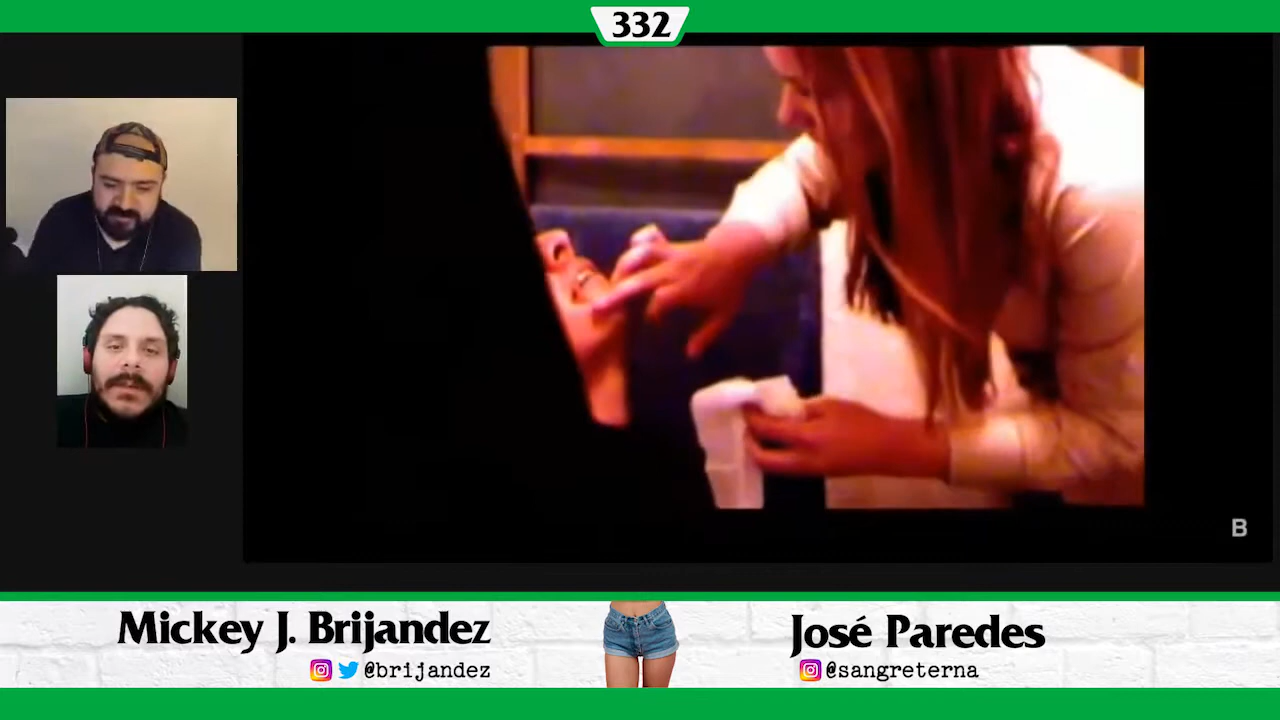 332
B
Mickey J. Brijandez
@brijandez
José Paredes
@sangreterna